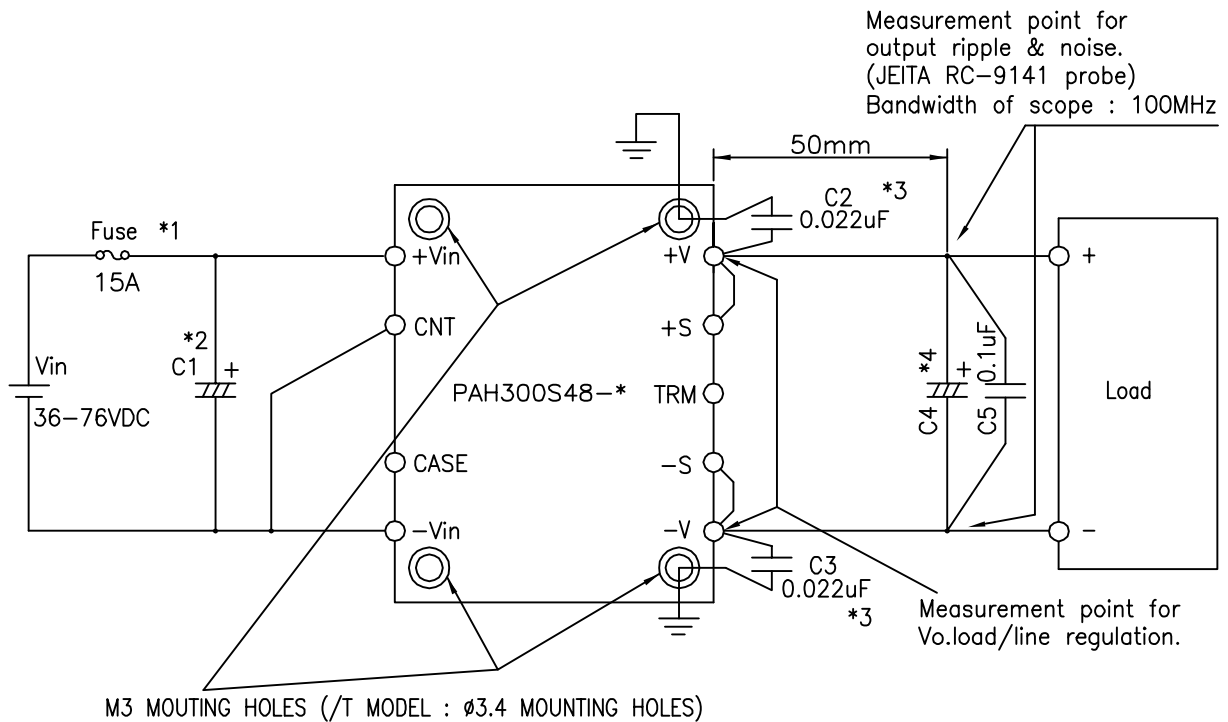 Measurement point for
output ripple & noise.
(JEITA RC-9141 probe)
Bandwidth of scope : 100MHz
50mm
C2 *3
0.022uF
Fuse *1
15A
+Vin
+V
+
CNT
+S
*2
C1 +
Vin
36-76VDC
PAH300S48-*
TRM
C4 *4
+
C5 0.1uF
Load
CASE
-S
-Vin
-V
-
C3
0.022uF
*3
Measurement point for
Vo.load/line regulation.
M3 MOUTING HOLES (/T MODEL : ø3.4 MOUNTING HOLES)